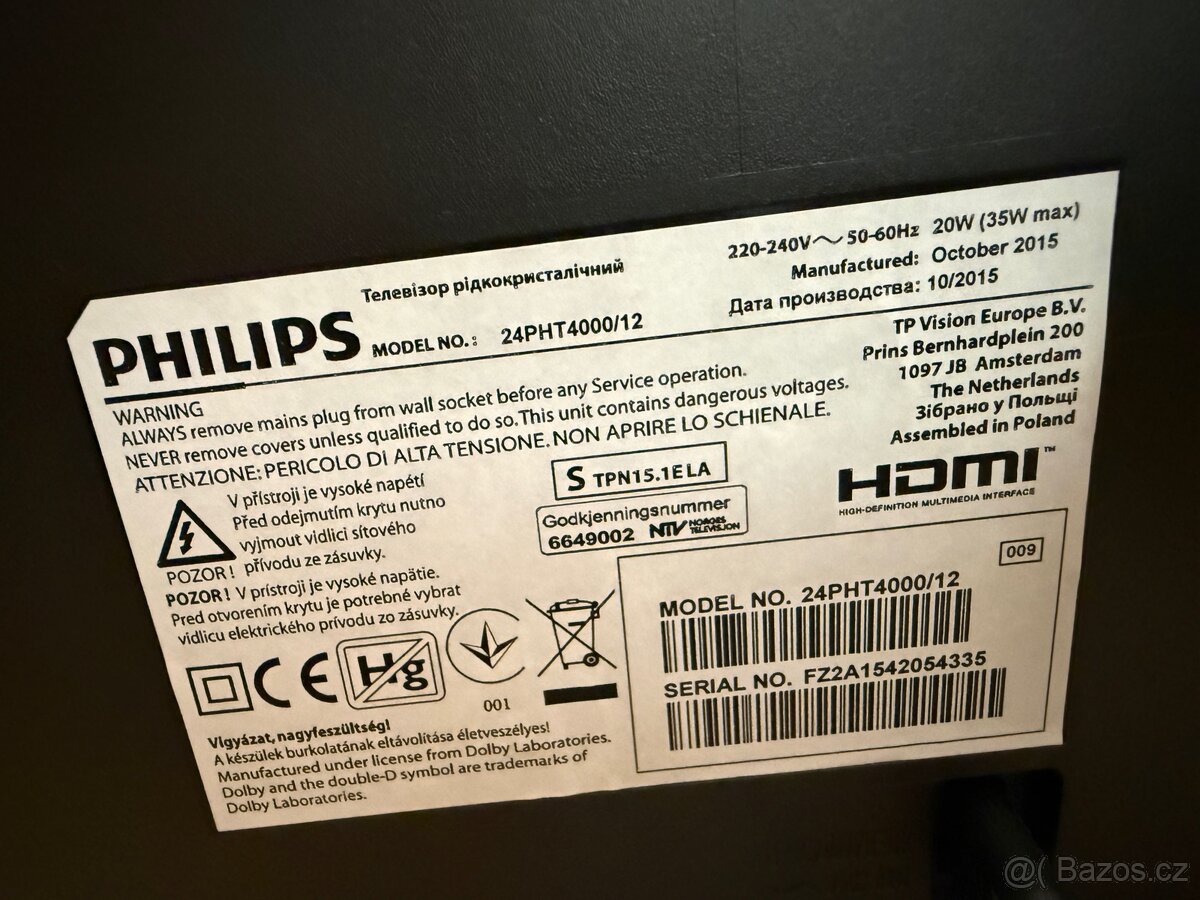 Телевізор рідкокристалічний
220-240V～ 50-60Hz 20W (35W max)
Manufactured: October 2015
Дата производства: 10/2015
PHILIPS MODEL NO.: 24PHT4000/12
TP Vision Europe B.V.
Prins Bernhardplein 200
1097 JB Amsterdam
The Netherlands
Зібрано у Польщі
Assembled in Poland
WARNING
ALWAYS remove mains plug from wall socket before any Service operation.
NEVER remove covers unless qualified to do so. This unit contains dangerous voltages.
ATTENZIONE: PERICOLO DI ALTA TENSIONE. NON APRIRE LO SCHIENALE.
V přístroji je vysoké napětí
Před odejmutím krytu nutno
vyjmout vidlici síťového
POZOR! přívodu ze zásuvky.
POZOR! V prístroji je vysoké napätie.
Pred otvorením krytu je potrebné vybrat
vidlicu elektrického prívodu zo zásuvky.
S TPN15.1E LA
Godkjenningsnummer
6649002 NTV NORGES TELEVISJON
HDMI™
HIGH-DEFINITION MULTIMEDIA INTERFACE
009
MODEL NO. 24PHT4000/12
SERIAL NO. FZ2A1542054335
CE Hg
001
Vigyázat, nagyfeszültség!
A készülek burkolatának eltávolítása életveszélyes!
Manufactured under license from Dolby Laboratories.
Dolby and the double-D symbol are trademarks of
Dolby Laboratories.
@( Bazos.cz